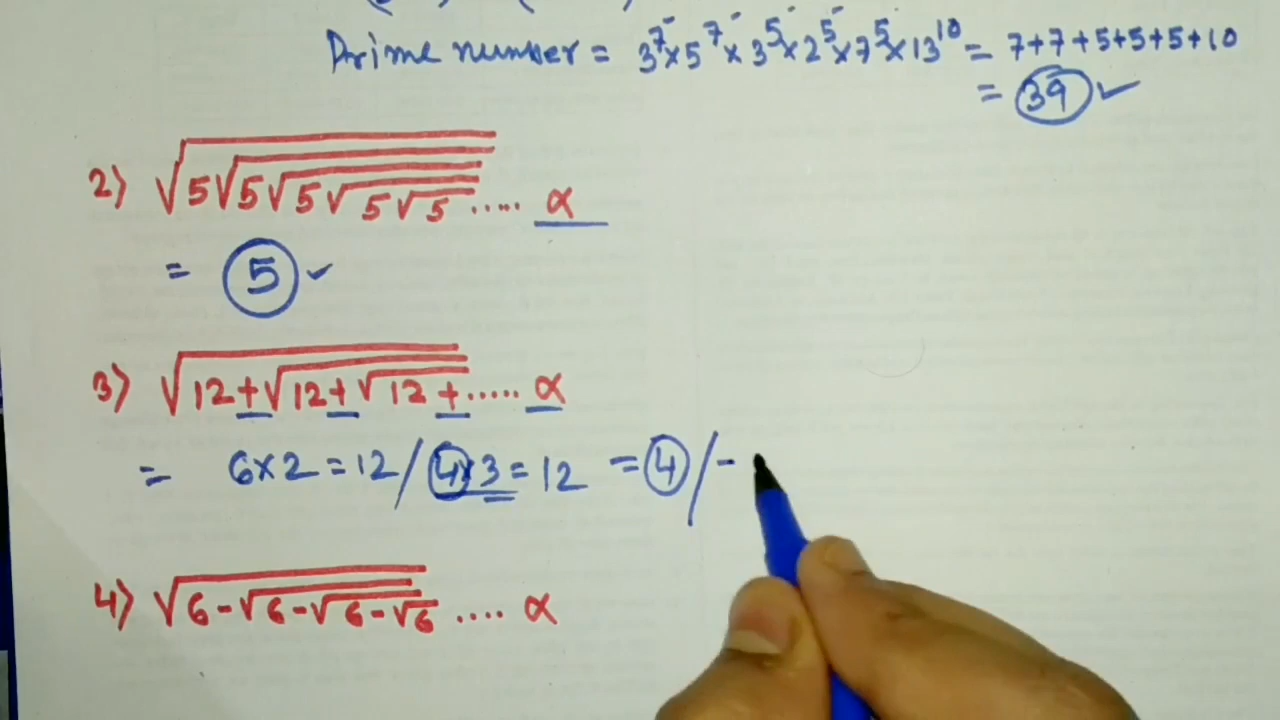 Prime number = 3⁷×5⁷×3⁵×2⁵×7⁵×13¹⁰ = 7+7+5+5+5+10
= 39 ✓
2) √5√5√5√5√5..... α
= 5 ✓
3) √12+√12+√12+..... α
= 6×2=12/4×3=12 =4/-
4) √6-√6-√6-√6 .... α